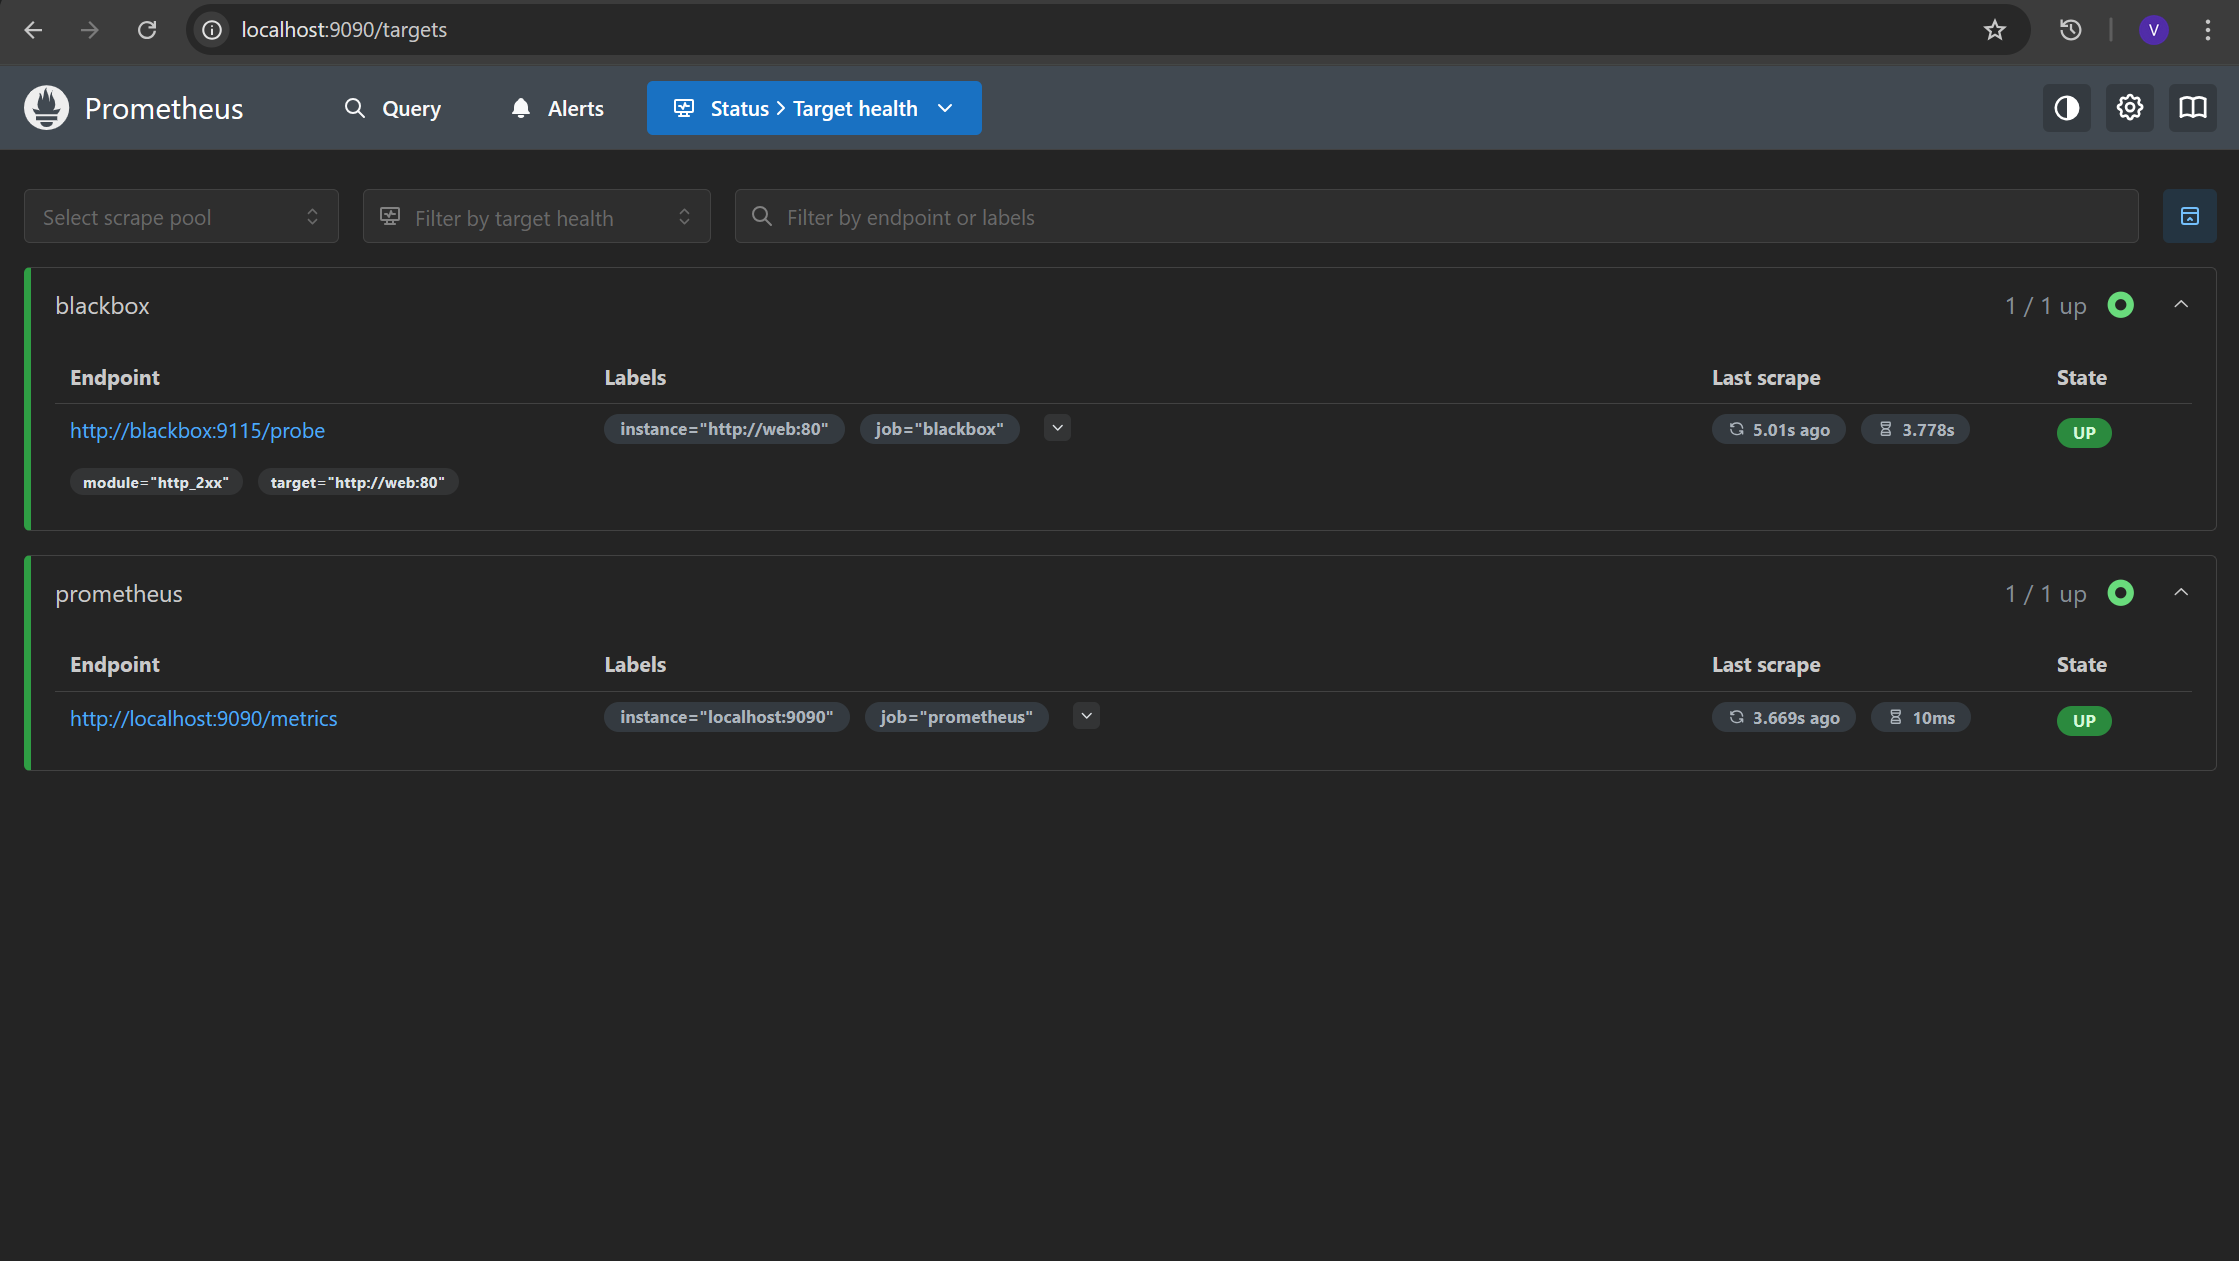 localhost:9090/targets
V
Prometheus
Query
Alerts
Status > Target health
Select scrape pool
Filter by target health
Filter by endpoint or labels
blackbox
1 / 1 up
Endpoint Labels Last scrape State
http://blackbox:9115/probe instance="http://web:80" job="blackbox" 5.01s ago 3.778s UP
module="http_2xx" target="http://web:80"
prometheus
1 / 1 up
Endpoint Labels Last scrape State
http://localhost:9090/metrics instance="localhost:9090" job="prometheus" 3.669s ago 10ms UP